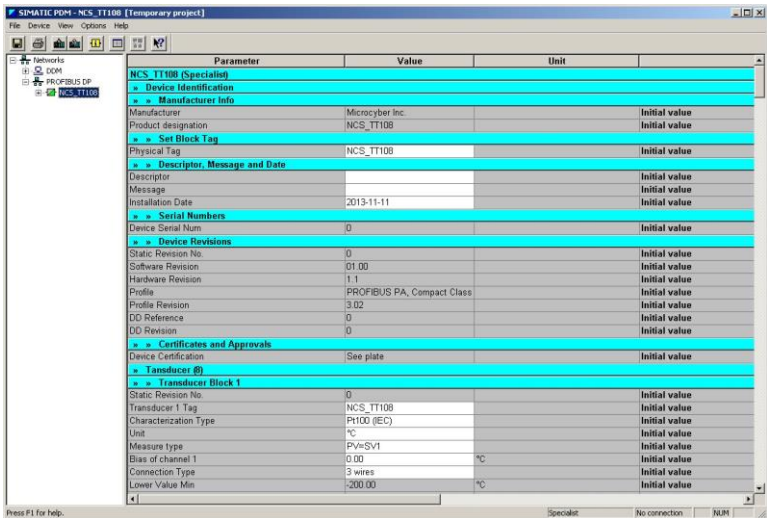 SIMATIC PDM - NCS_TT108 [Temporary project]
File Device View Options Help
Networks
DDM
PROFIBUS DP
NCS_TT108
Parameter Value Unit
NCS_TT108 (Specialist)
» Device Identification
» » Manufacturer Info
Manufacturer Microcyber Inc. Initial value
Product designation NCS_TT108 Initial value
» » Set Block Tag
Physical Tag NCS_TT108 Initial value
» » Descriptor, Message and Date
Descriptor Initial value
Message Initial value
Installation Date 2013-11-11 Initial value
» » Serial Numbers
Device Serial Num 0 Initial value
» » Device Revisions
Static Revision No. 0 Initial value
Software Revision 01.00 Initial value
Hardware Revision 1.1 Initial value
Profile PROFIBUS PA, Compact Class Initial value
Profile Revision 3.02 Initial value
DD Reference 0 Initial value
DD Revision 0 Initial value
» » Certificates and Approvals
Device Certification See plate Initial value
» Tansducer (8)
» » Transducer Block 1
Static Revision No. 0 Initial value
Transducer 1 Tag NCS_TT108 Initial value
Characterization Type Pt100 (IEC) Initial value
Unit °C Initial value
Measure type PV=SV1 Initial value
Bias of channel 1 0.00 °C Initial value
Connection Type 3 wires Initial value
Lower Value Min -200.00 °C Initial value
Press F1 for help. Specialist No connection NUM